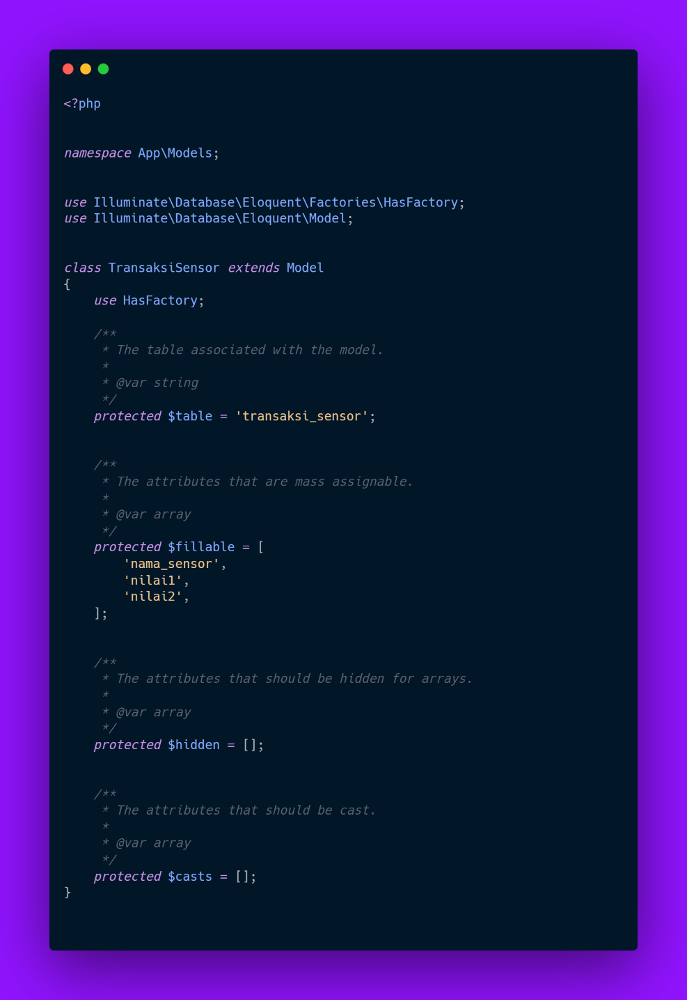 <?php
namespace App\Models;
use Illuminate\Database\Eloquent\Factories\HasFactory;
use Illuminate\Database\Eloquent\Model;
class TransaksiSensor extends Model
{
    use HasFactory;
    /**
     * The table associated with the model.
     *
     * @var string
     */
    protected $table = 'transaksi_sensor';
    /**
     * The attributes that are mass assignable.
     *
     * @var array
     */
    protected $fillable = [
        'nama_sensor',
        'nilai1',
        'nilai2',
    ];
    /**
     * The attributes that should be hidden for arrays.
     *
     * @var array
     */
    protected $hidden = [];
    /**
     * The attributes that should be cast.
     *
     * @var array
     */
    protected $casts = [];
}